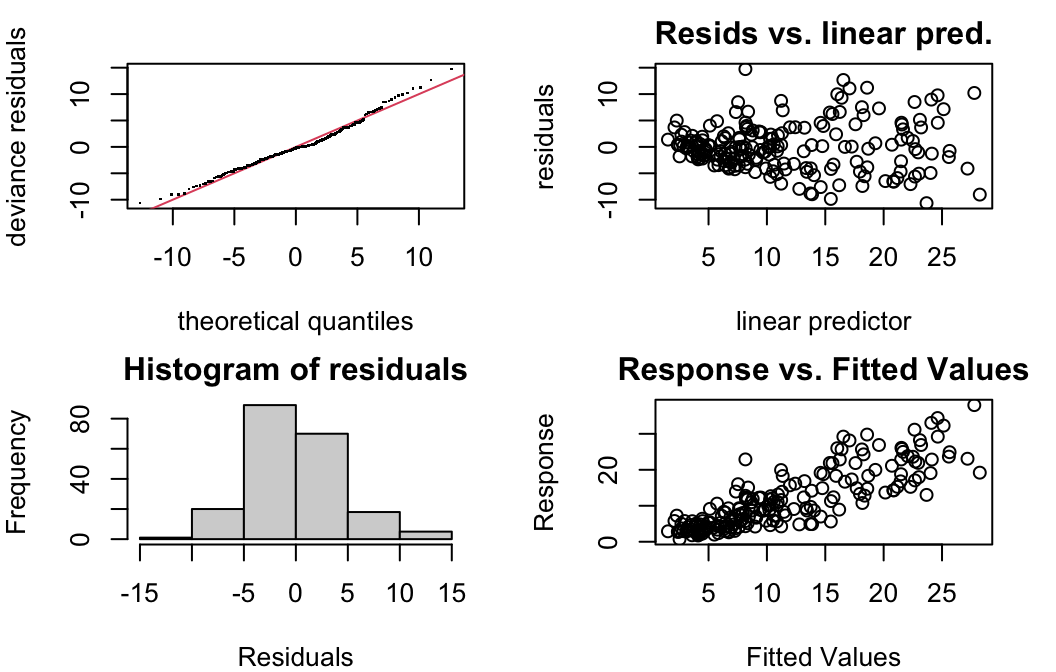 deviance residuals
10
0
-10
-10 -5 0 5 10
theoretical quantiles
Resids vs. linear pred.
residuals
10
0
-10
5 10 15 20 25
linear predictor
Histogram of residuals
Frequency
80
40
0
-15 -5 0 5 10 15
Residuals
Response vs. Fitted Values
Response
20
0
5 10 15 20 25
Fitted Values